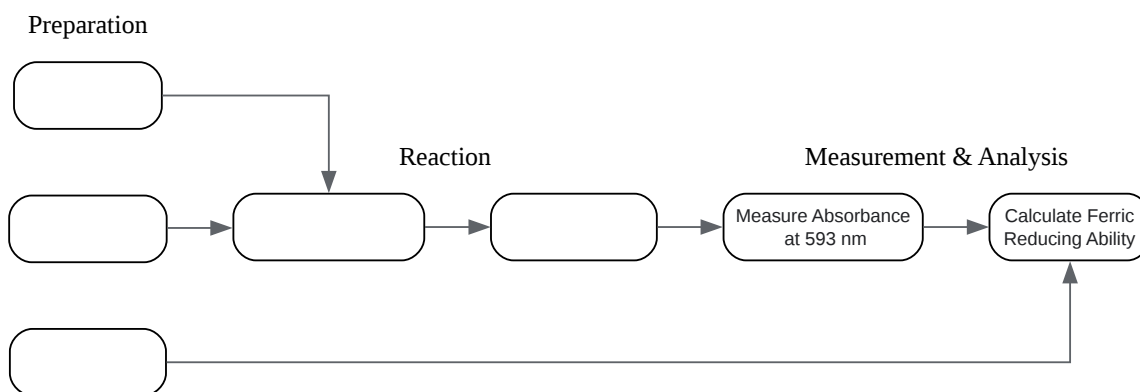 Preparation
Reaction
Measurement & Analysis
Measure Absorbance
at 593 nm
Calculate Ferric
Reducing Ability